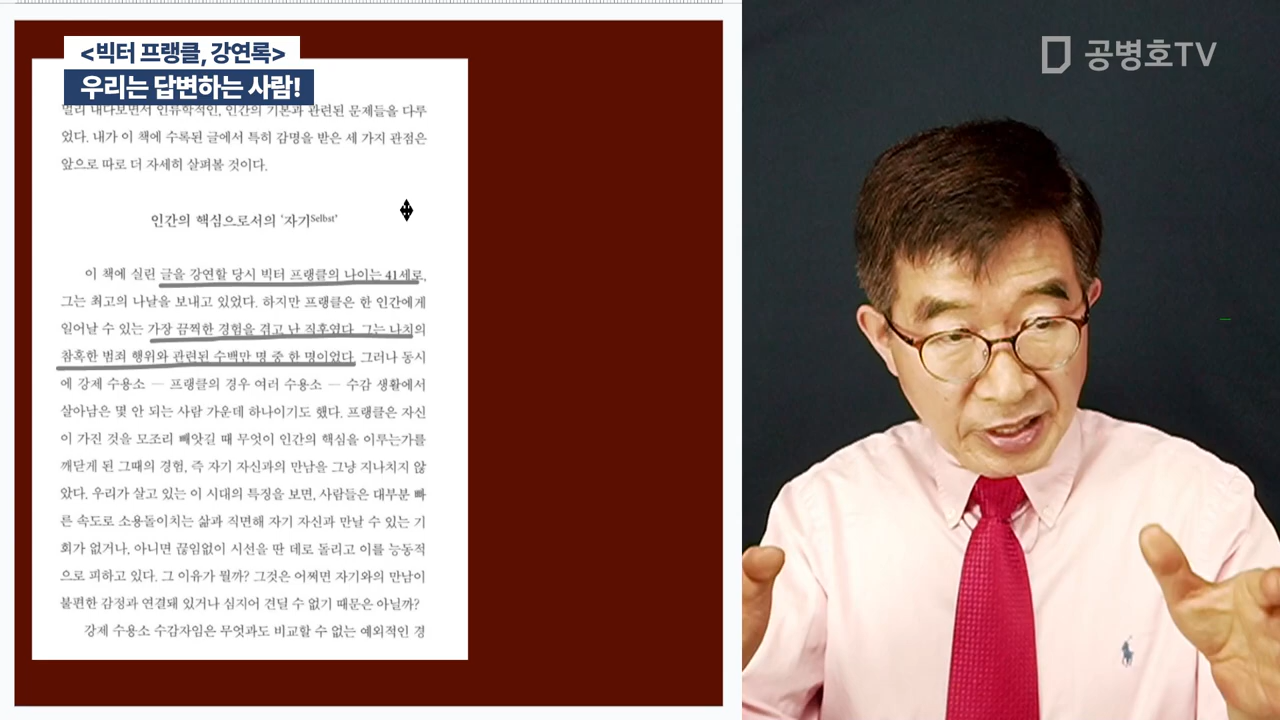 <빅터 프랭클, 강연록>
우리는 답변하는 사람!
멀리 내다보면서 인류학적인, 인간의 기본과 관련된 문제들을 다루
었다. 내가 이 책에 수록된 글에서 특히 감명을 받은 세 가지 관점은
앞으로 따로 더 자세히 살펴볼 것이다.
인간의 핵심으로서의 ‘자기Selbst’
이 책에 실린 글을 강연할 당시 빅터 프랭클의 나이는 41세로,
그는 최고의 나날을 보내고 있었다. 하지만 프랭클은 한 인간에게
일어날 수 있는 가장 끔찍한 경험을 겪고 난 직후였다. 그는 나치의
참혹한 범죄 행위와 관련된 수백만 명 중 한 명이었다. 그러나 동시
에 강제 수용소 — 프랭클의 경우 여러 수용소 — 수감 생활에서
살아남은 몇 안 되는 사람 가운데 하나이기도 했다. 프랭클은 자신
이 가진 것을 모조리 빼앗길 때 무엇이 인간의 핵심을 이루는가를
깨닫게 된 그때의 경험, 즉 자기 자신과의 만남을 그냥 지나치지 않
았다. 우리가 살고 있는 이 시대의 특징을 보면, 사람들은 대부분 빠
른 속도로 소용돌이치는 삶과 직면해 자기 자신과 만날 수 있는 기
회가 없거나, 아니면 끊임없이 시선을 딴 데로 돌리고 이를 능동적
으로 피하고 있다. 그 이유가 뭘까? 그것은 어쩌면 자기와의 만남이
불편한 감정과 연결돼 있거나 심지어 견딜 수 없기 때문은 아닐까?
강제 수용소 수감자임은 무엇과도 비교할 수 없는 예외적인 경
공병호TV